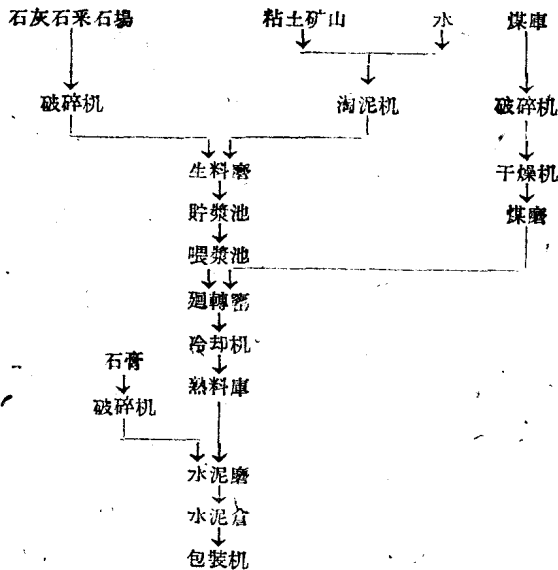 石灰石采石場
粘土矿山
水
煤庫
破碎机
淘泥机
破碎机
生料磨
干燥机
貯漿池
煤磨
喂漿池
廻轉窰
冷却机
石膏
熟料庫
破碎机
水泥磨
水泥倉
包裝机